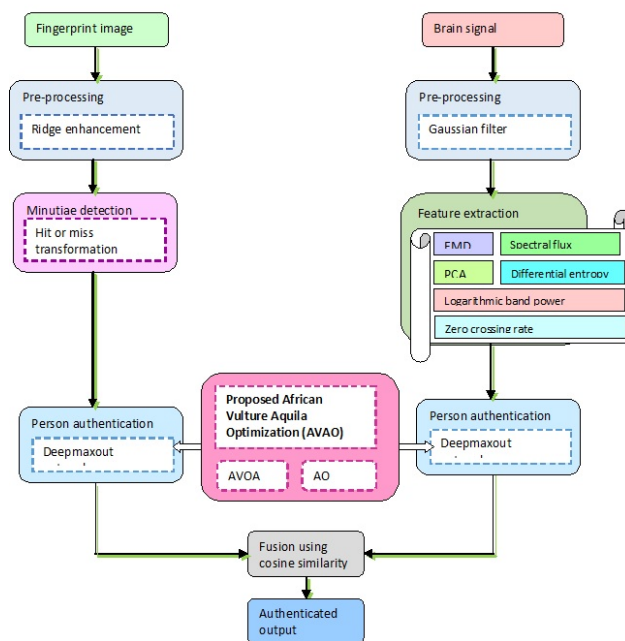 Fingerprint image
Brain signal
Pre-processing
Ridge enhancement
Pre-processing
Gaussian filter
Minutiae detection
Hit or miss
transformation
Feature extraction
EMD
Spectral flux
PCA
Differential entropy
Logarithmic band power
Zero crossing rate
Proposed African
Vulture Aquila
Optimization (AVAO)
AVOA
AO
Person authentication
Deepmaxout
Person authentication
Deepmaxout
Fusion using
cosine similarity
Authenticated
output